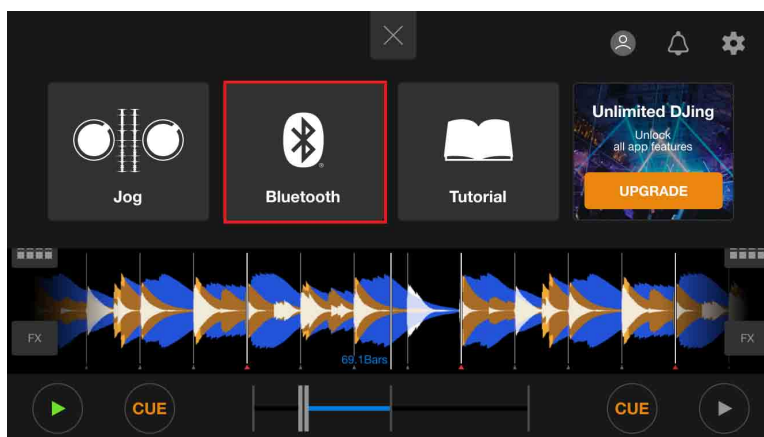 Unlimited DJing
Unlock
all app features
UPGRADE
Jog
Bluetooth
Tutorial
FX
69.1Bars
FX
CUE
CUE